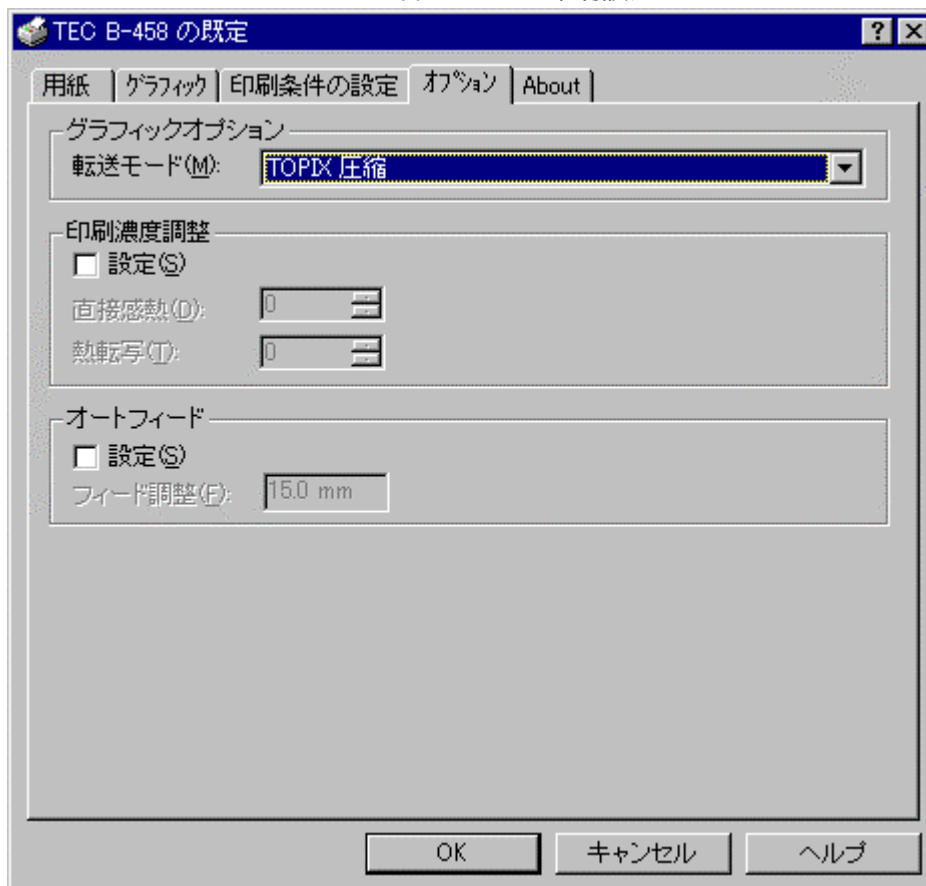 TEC B-458 の既定
用紙 ｸﾞﾗﾌｨｯｸ 印刷条件の設定 ｵﾌﾟｼｮﾝ About
グラフィックオプション
転送モード(M): TOPIX 圧縮
印刷濃度調整
設定(S)
直接感熱(D): 0
熱転写(T): 0
オートフィード
設定(S)
フィード調整(F): 15.0 mm
OK キャンセル ヘルプ